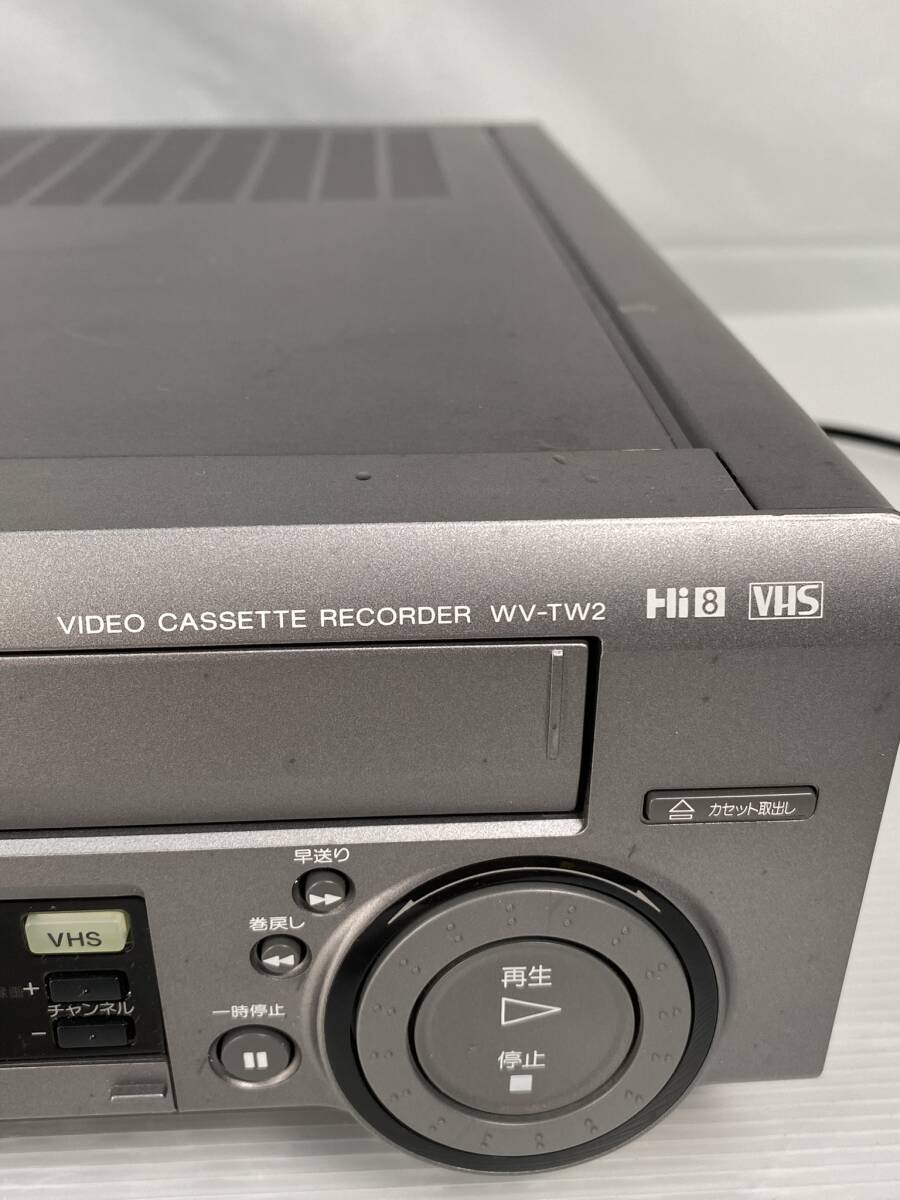 VIDEO CASSETTE RECORDER WV-TW2 Hi8 VHS
カセット取出し
早送り
巻戻し
VHS
+
チャンネル
-
一時停止
再生
停止